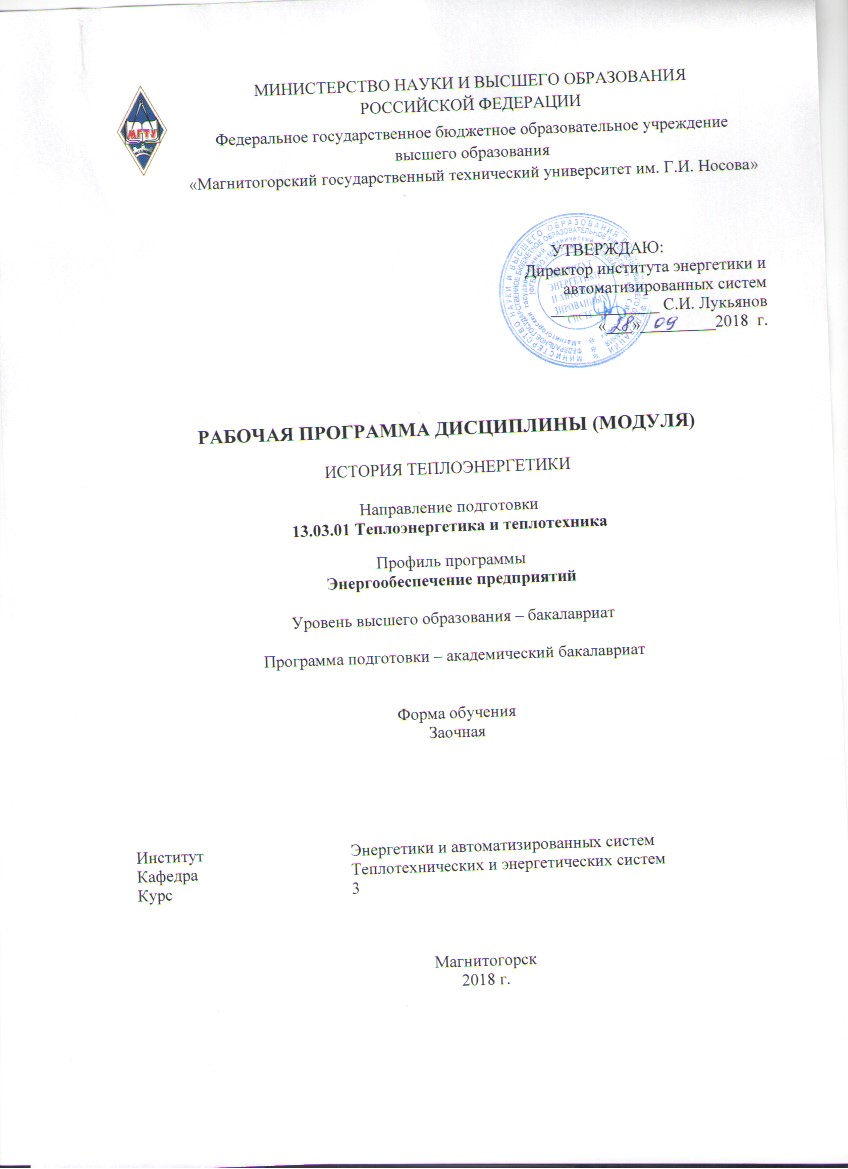 МИНИСТЕРСТВО НАУКИ И ВЫСШЕГО ОБРАЗОВАНИЯ
РОССИЙСКОЙ ФЕДЕРАЦИИ
Федеральное государственное бюджетное образовательное учреждение
высшего образования
«Магнитогорский государственный технический университет им. Г.И. Носова»
МГТУ
УТВЕРЖДАЮ:
Директор института энергетики и
автоматизированных систем
С.И. Лукьянов
«28» 09 2018 г.
РАБОЧАЯ ПРОГРАММА ДИСЦИПЛИНЫ (МОДУЛЯ)
ИСТОРИЯ ТЕПЛОЭНЕРГЕТИКИ
Направление подготовки
13.03.01 Теплоэнергетика и теплотехника
Профиль программы
Энергообеспечение предприятий
Уровень высшего образования – бакалавриат
Программа подготовки – академический бакалавриат
Форма обучения
Заочная
Институт Энергетики и автоматизированных систем
Кафедра Теплотехнических и энергетических систем
Курс 3
Магнитогорск
2018 г.